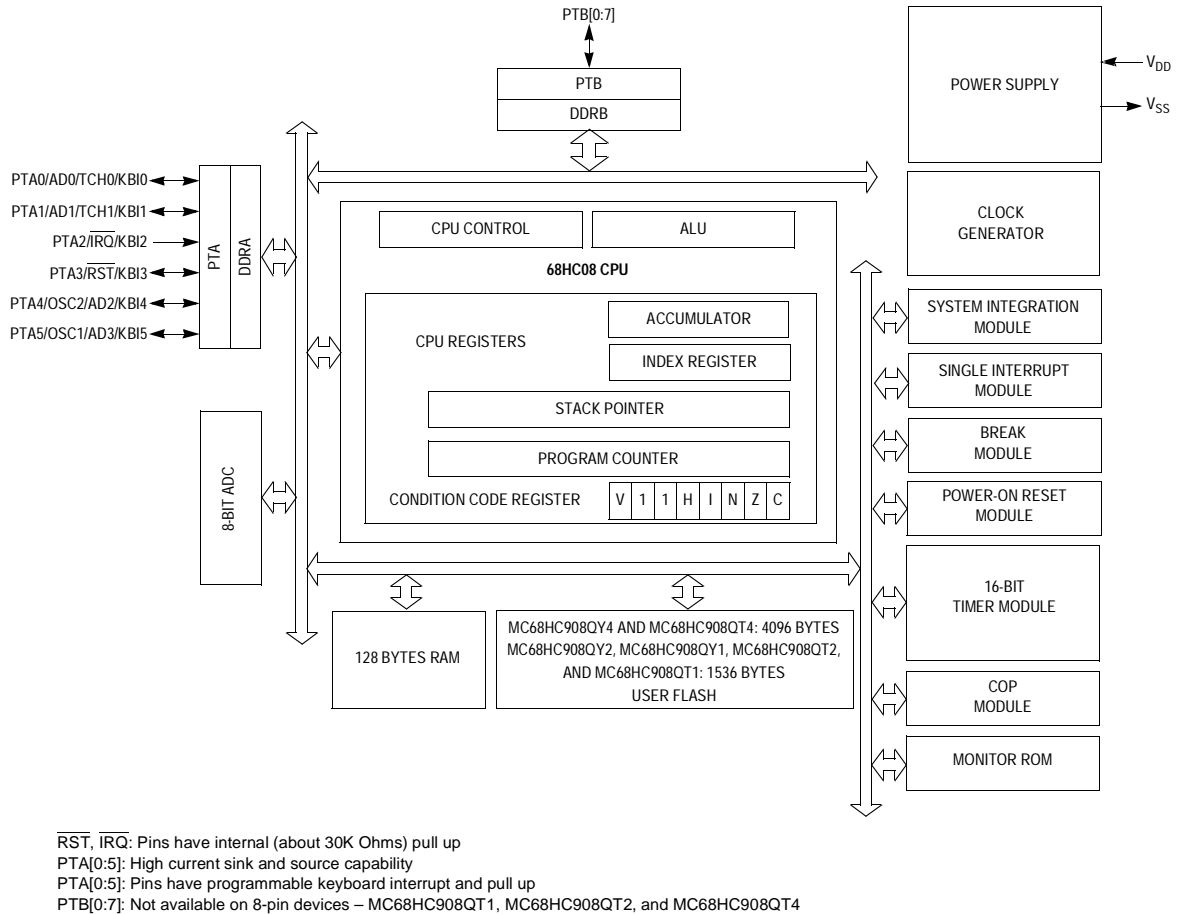 PTB[0:7]
PTB
DDRB
POWER SUPPLY
VDD
VSS
PTA0/AD0/TCH0/KBI0
PTA1/AD1/TCH1/KBI1
PTA2/IRQ/KBI2
PTA3/RST/KBI3
PTA4/OSC2/AD2/KBI4
PTA5/OSC1/AD3/KBI5
PTA
DDRA
CLOCK
GENERATOR
CPU CONTROL
ALU
68HC08 CPU
CPU REGISTERS
ACCUMULATOR
INDEX REGISTER
STACK POINTER
PROGRAM COUNTER
CONDITION CODE REGISTER
V 1 1 H I N Z C
8-BIT ADC
SYSTEM INTEGRATION
MODULE
SINGLE INTERRUPT
MODULE
BREAK
MODULE
POWER-ON RESET
MODULE
16-BIT
TIMER MODULE
COP
MODULE
MONITOR ROM
128 BYTES RAM
MC68HC908QY4 AND MC68HC908QT4: 4096 BYTES
MC68HC908QY2, MC68HC908QY1, MC68HC908QT2,
AND MC68HC908QT1: 1536 BYTES
USER FLASH
RST, IRQ: Pins have internal (about 30K Ohms) pull up
PTA[0:5]: High current sink and source capability
PTA[0:5]: Pins have programmable keyboard interrupt and pull up
PTB[0:7]: Not available on 8-pin devices – MC68HC908QT1, MC68HC908QT2, and MC68HC908QT4